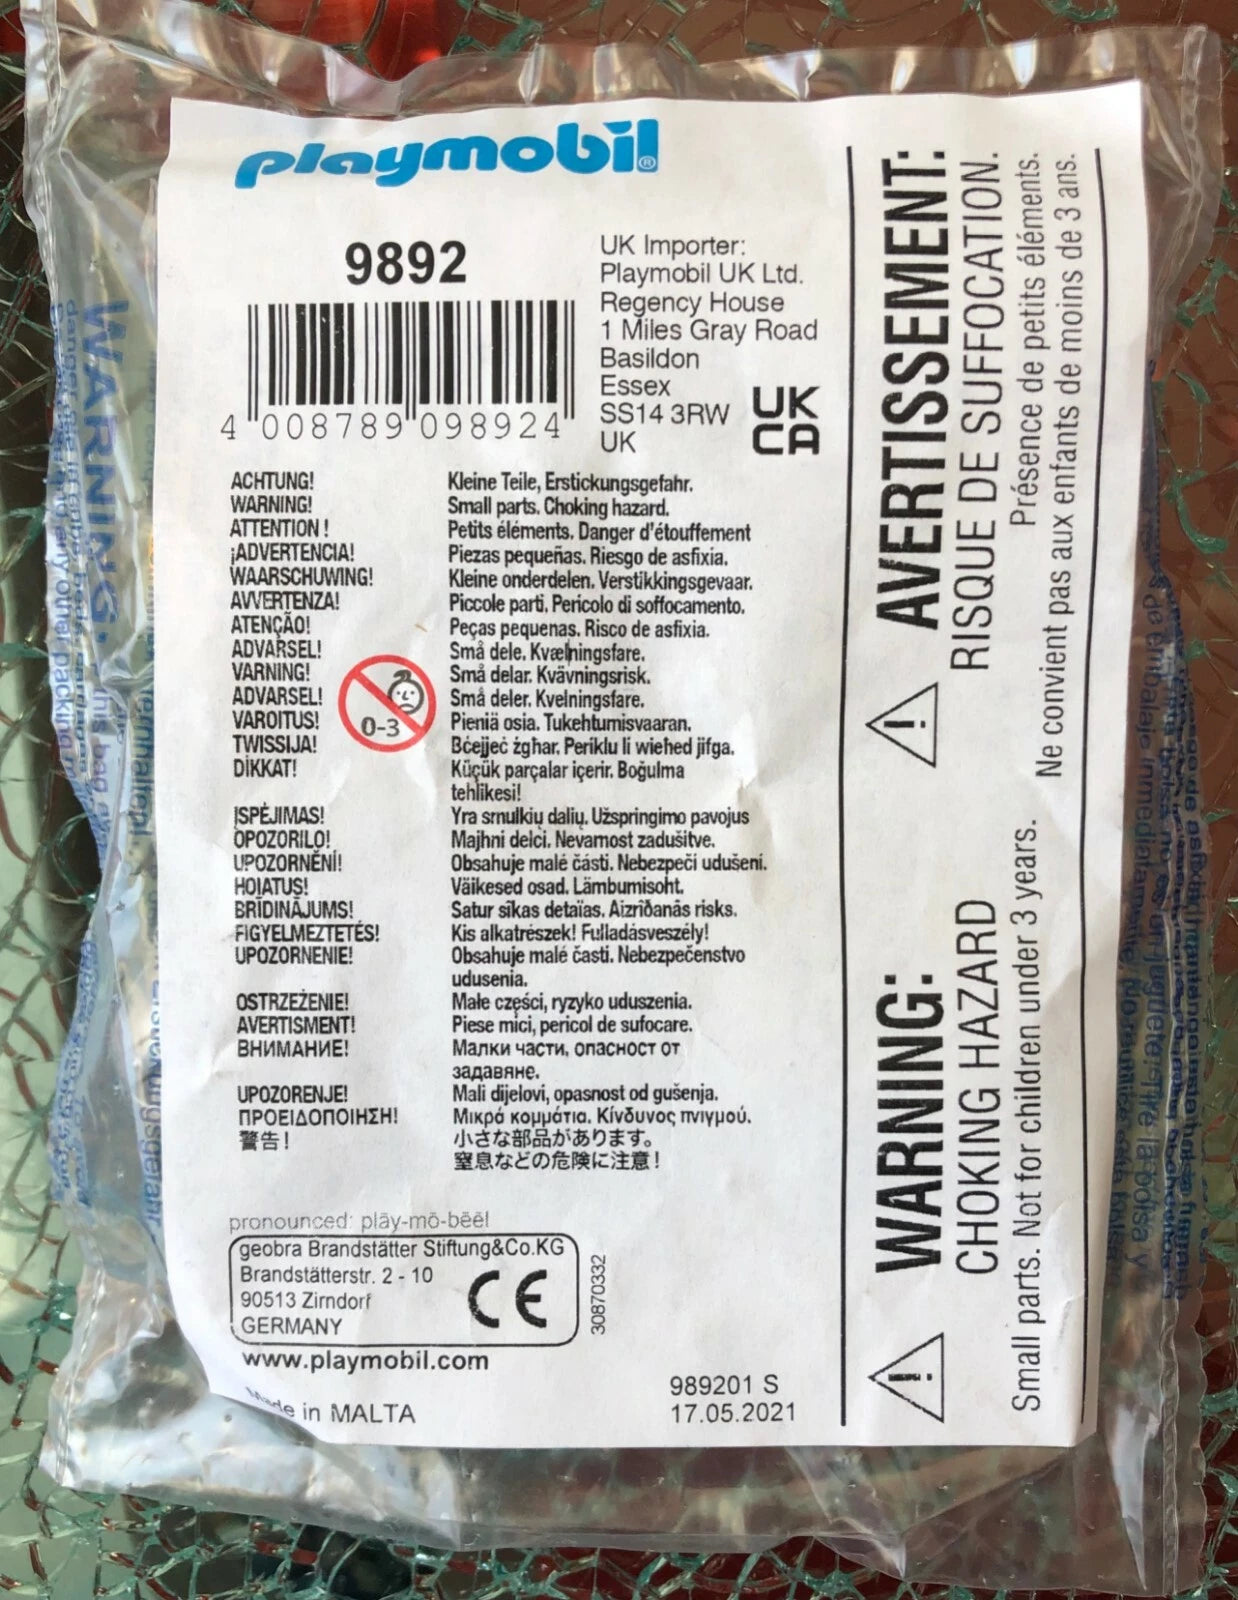 playmobil®
9892
4 008789 098924
UK Importer:
Playmobil UK Ltd.
Regency House
1 Miles Gray Road
Basildon
Essex
SS14 3RW
UK
UK
CA
ACHTUNG! Kleine Teile, Erstickungsgefahr.
WARNING! Small parts. Choking hazard.
ATTENTION ! Petits éléments. Danger d'étouffement
¡ADVERTENCIA! Piezas pequeñas. Riesgo de asfixia.
WAARSCHUWING! Kleine onderdelen. Verstikkingsgevaar.
AVVERTENZA! Piccole parti, Pericolo di soffocamento.
ATENÇÃO! Peças pequenas. Risco de asfixia.
ADVARSEL! Små dele. Kvælningsfare.
VARNING! Små delar. Kvävningsrisk.
ADVARSEL! Små deler. Kvelningsfare.
VAROITUS! Pieniä osia. Tukehtumisvaaran.
TWISSIJA! Bċejjeċ żgħar. Periklu li wieħed jifga.
DİKKAT! Küçük parçalar içerir. Boğulma
tehlikesi!
0-3
ĮSPĖJIMAS! Yra smulkių dalių. Užspringimo pavojus
OPOZORILO! Majhni delci. Nevarnost zadušitve.
UPOZORNĚNÍ! Obsahuje malé části. Nebezpečí udušení.
HOIATUS! Väikesed osad. Lämbumisoht.
BRĪDINĀJUMS! Satur sīkas detaļas. Aizrīšanās risks.
FIGYELMEZTETÉS! Kis alkatrészek! Fulladásveszély!
UPOZORNENIE! Obsahuje malé časti. Nebezpečenstvo
udusenia.
OSTRZEŻENIE! Małe części, ryzyko uduszenia.
AVERTISMENT! Piese mici, pericol de sufocare.
ВНИМАНИЕ! Малки части, опасност от
задавяне.
UPOZORENJE! Mali dijelovi, opasnost od gušenja.
ΠΡΟΕΙΔΟΠΟΙΗΣΗ! Μικρά κομμάτια. Κίνδυνος πνιγμού.
警告! 小さな部品があります。
窒息などの危険に注意!
pronounced: plāy-mō-bēēl
geobra Brandstätter Stiftung&Co.KG
Brandstätterstr. 2 - 10
90513 Zirndorf
GERMANY
CE
30870332
www.playmobil.com
Made in MALTA
989201 S
17.05.2021
AVERTISSEMENT:
RISQUE DE SUFFOCATION.
Présence de petits éléments.
Ne convient pas aux enfants de moins de 3 ans.
WARNING:
CHOKING HAZARD
Small parts. Not for children under 3 years.
WARNING: